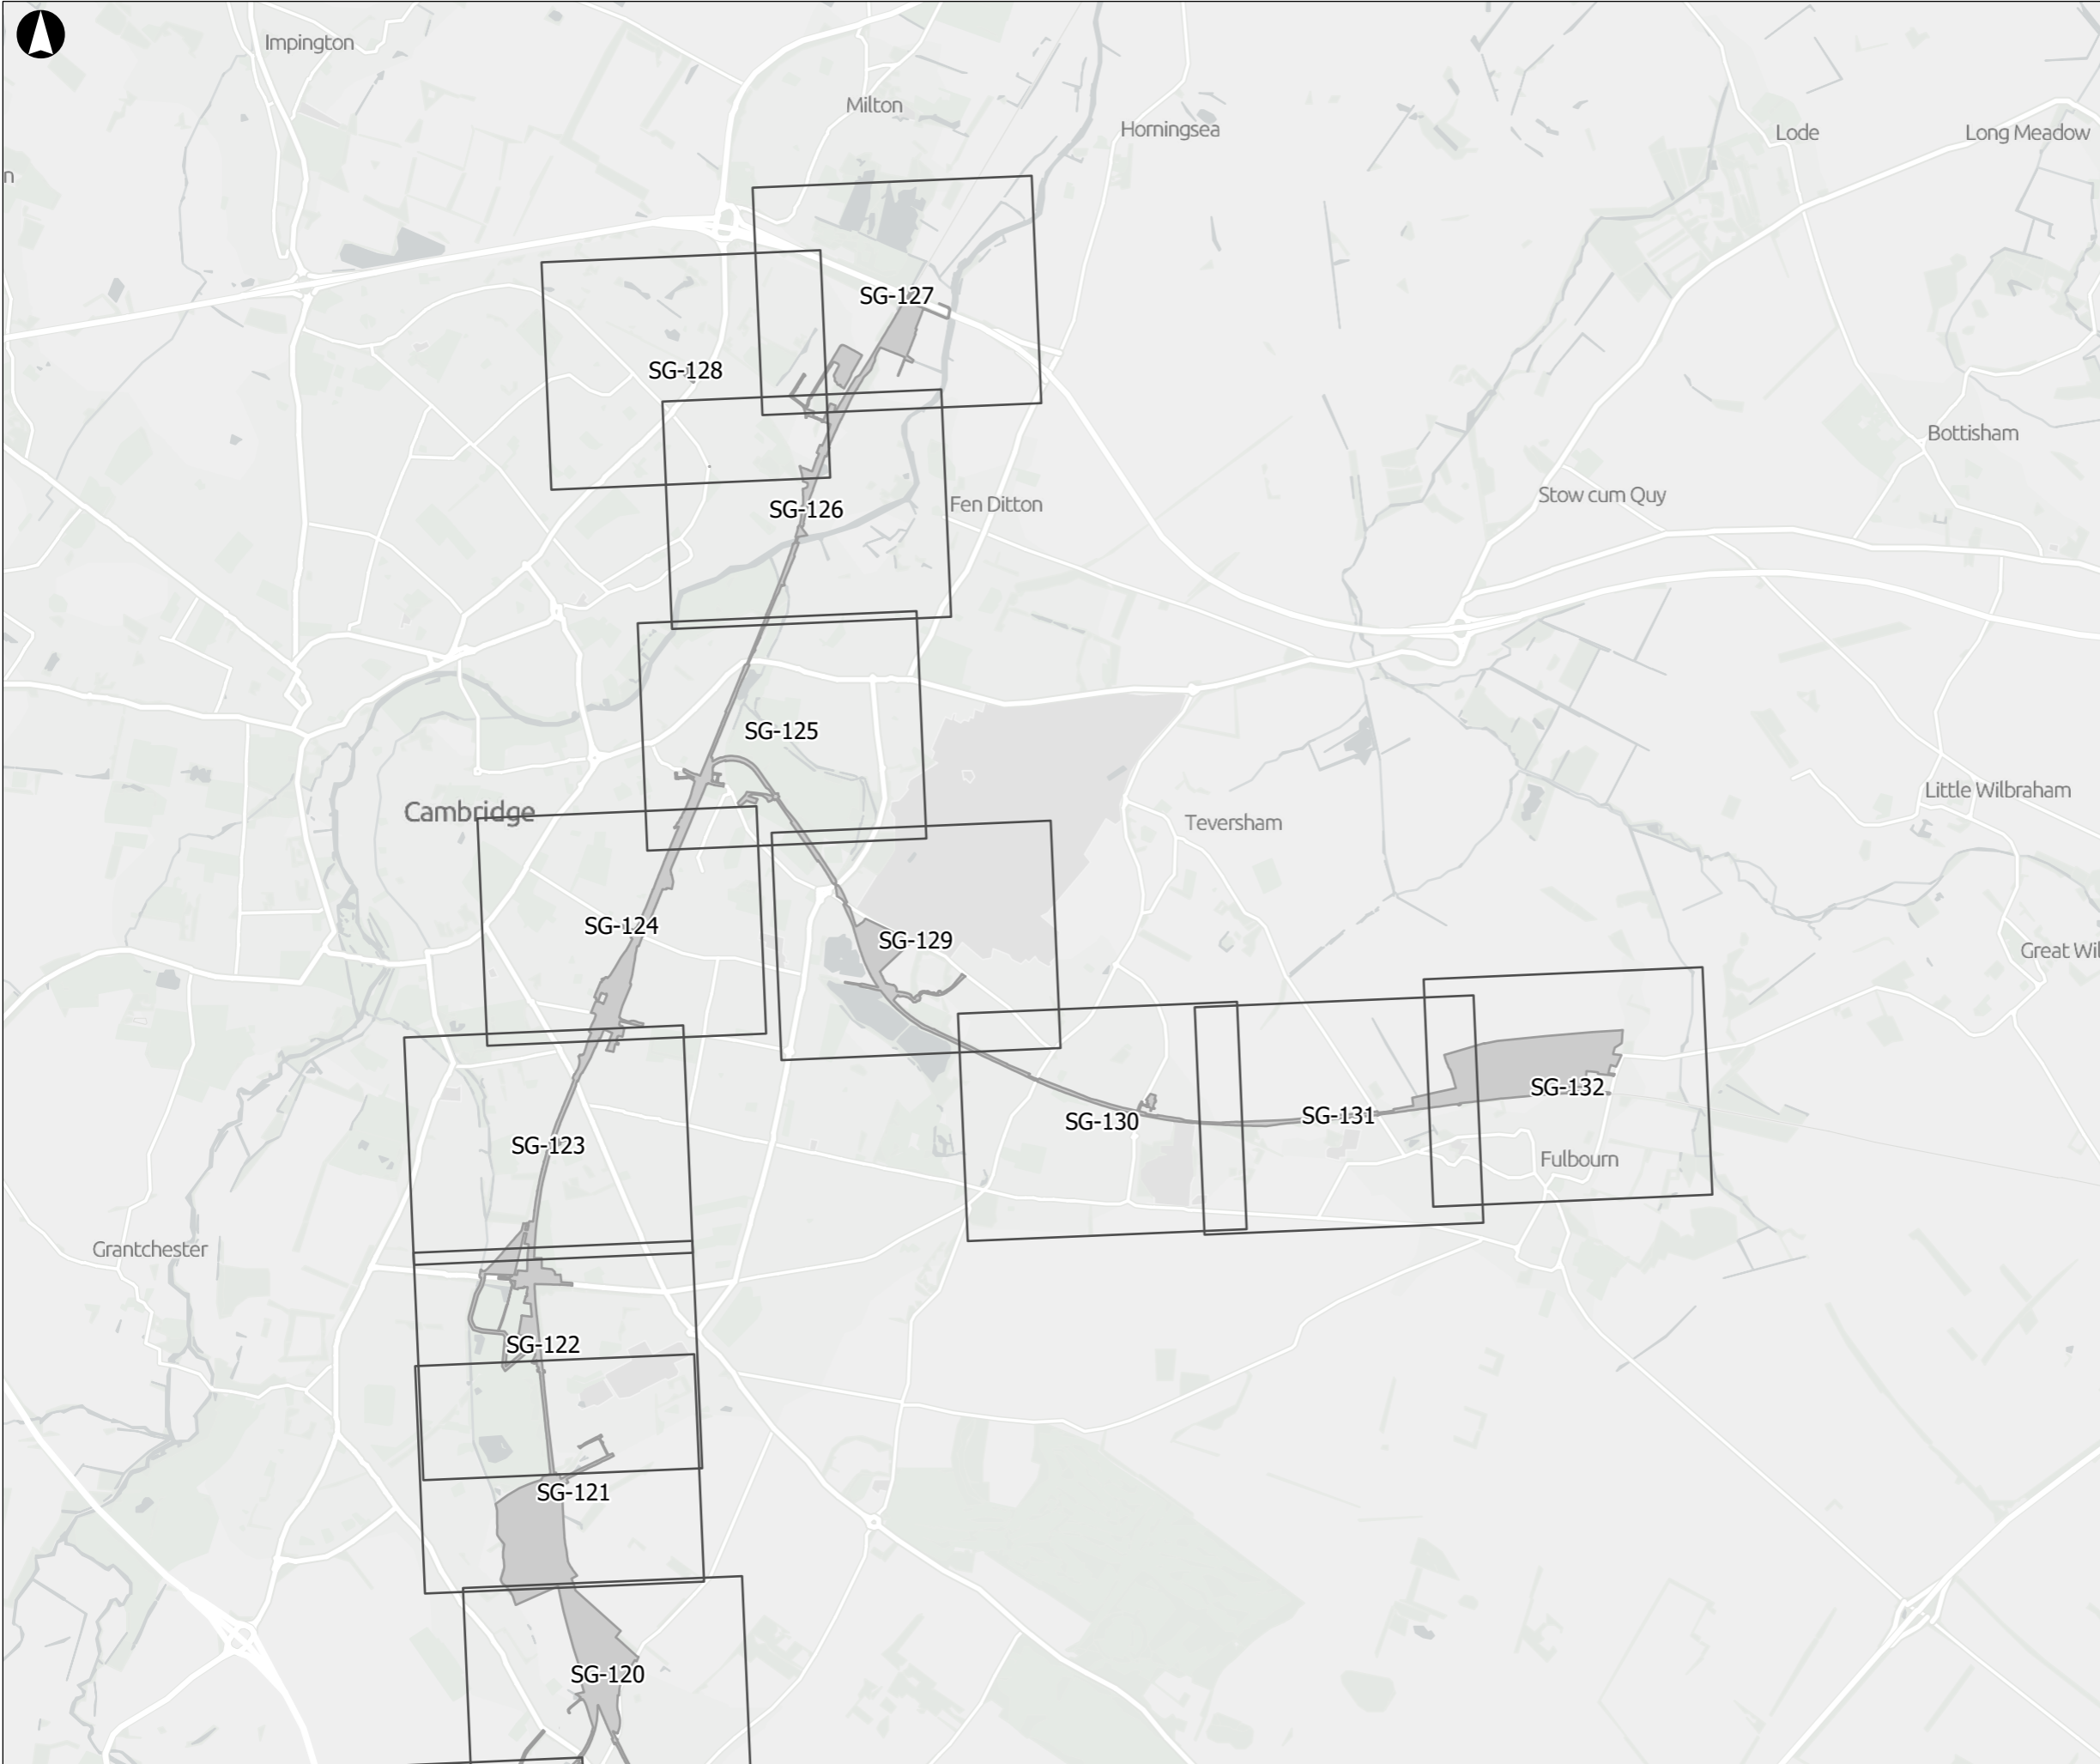 Impington
Milton
Horningsea
Lode
Long Meadow
n
SG-127
SG-128
Bottisham
Stow cum Quy
Fen Ditton
SG-126
SG-125
Little Wilbraham
Cambridge
Teversham
SG-124
SG-129
Great Wil
SG-132
SG-131
SG-130
SG-123
Fulbourn
Grantchester
SG-122
SG-121
SG-120